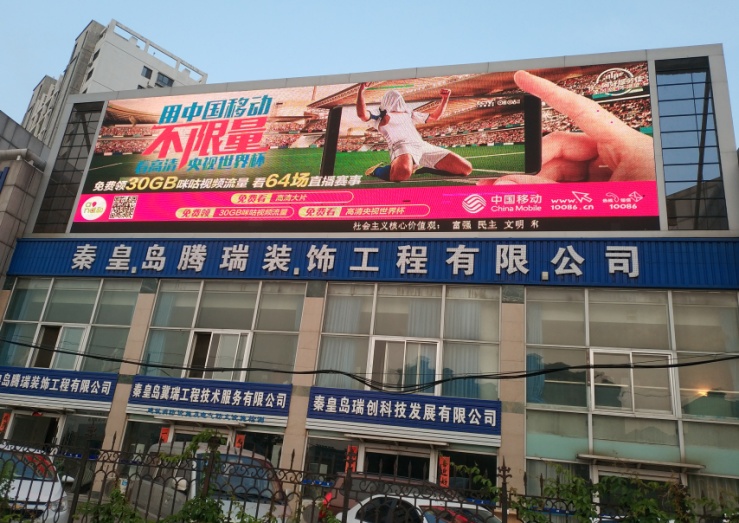 用中国移动
不限量
看高清 央视世界杯
免费领30GB咪咕视频流量 看64场直播赛事
免费看 高清大片
免费领 30GB咪咕视频流量 免费看 高清央视世界杯
中国移动
China Mobile
www.
10086.cn
10086
社会主义核心价值观： 富强 民主 文明 和
秦皇岛腾瑞装饰工程有限公司
岛腾瑞装饰工程有限公司
秦皇岛腾瑞工程技术服务有限公司
秦皇岛瑞创科技发展有限公司